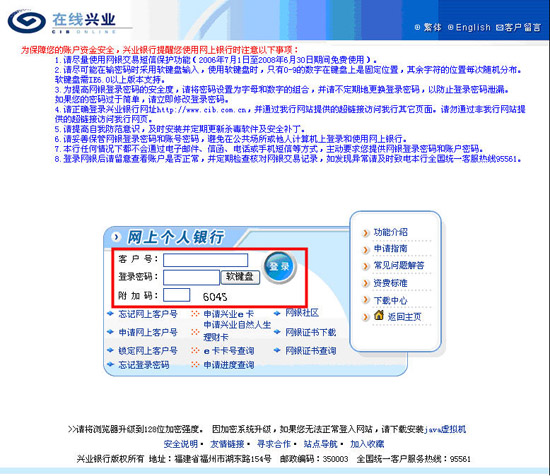 在线兴业
CIB ONLINE
繁体 English 客户留言
为保障您的账户资金安全，兴业银行提醒您使用网上银行时注意以下事项：
1.请尽量使用网银交易短信保护功能（2006年7月1日至2008年6月30日期间免费使用）。
2.请尽可能在输密码时采用软键盘输入，使用软键盘时，只有0-9的数字在键盘上是固定位置，其余字符的位置每次随机分布。
软键盘需IE6.0以上版本支持。
3.为提高网银登录密码的安全度，请将密码设置为字母和数字的组合，并请不定期地更换登录密码，以防止登录密码泄漏。
如果您的密码过于简单，请立即修改登录密码。
4.请正确登录兴业银行网址http://www.cib.com.cn，并通过我行网站提供的超链接访问我行其它页面。请勿通过非我行网站提
供的超链接访问我行网页。
5.请提高自我防范意识，及时安装并定期更新杀毒软件及安全补丁。
6.请妥善保管网银登录密码和账号密码，避免在公共场所或他人计算机上登录和使用网上银行。
7.本行任何情况下都不会通过电子邮件、信函、电话或手机短信等方式，主动要求您提供网银登录密码和账户密码。
8.登录网银后请留意查看账户是否正常，并定期检查核对网银交易记录，如发现异常请及时致电本行全国统一客服热线95561。
网上个人银行
客 户 号：
登录密码： 软键盘
登录
附 加 码： 6045
忘记网上客户号 申请兴业e卡 网银社区
申请网上客户号 申请兴业自然人生理财卡 网银证书下载
锁定网上客户号 e卡卡号查询 网银证书查询
忘记登录密码 申请进度查询
功能介绍
申请指南
常见问题解答
资费标准
下载中心
返回主页
>>请将浏览器升级到128位加密强度。 因加密系统升级，如果您无法正常登入网站，请下载安装java虚拟机
安全说明 · 友情链接 · 寻求合作 · 站点导航 · 加入收藏
兴业银行版权所有 地址：福建省福州市湖东路154号 邮政编码：350003 全国统一客户服务热线：95561